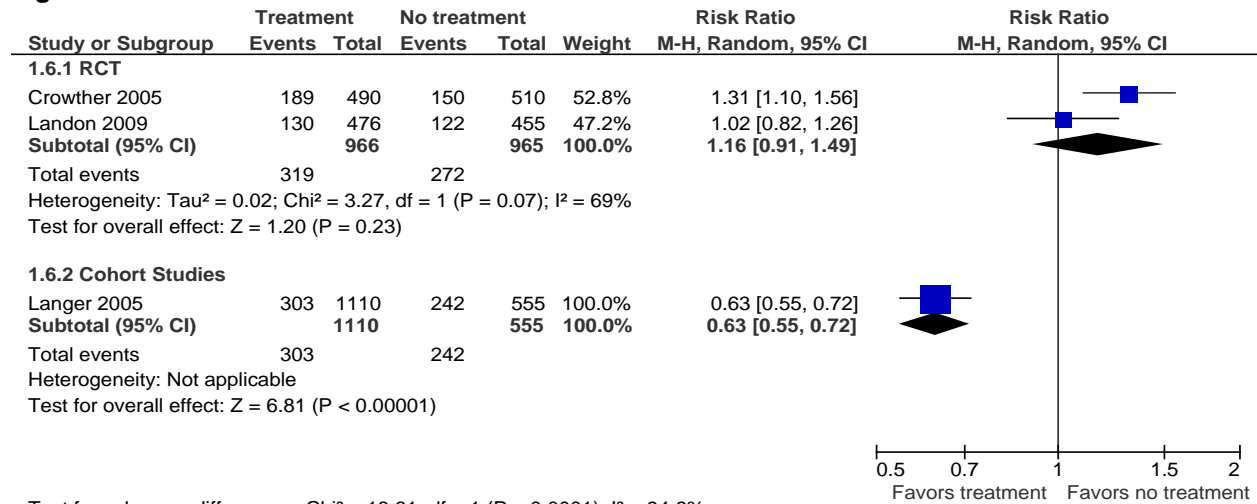 Treatment No treatment Risk Ratio Risk Ratio
Study or Subgroup Events Total Events Total Weight M-H, Random, 95% CI M-H, Random, 95% CI
1.6.1 RCT
Crowther 2005 189 490 150 510 52.8% 1.31 [1.10, 1.56]
Landon 2009 130 476 122 455 47.2% 1.02 [0.82, 1.26]
Subtotal (95% CI) 966 965 100.0% 1.16 [0.91, 1.49]
Total events 319 272
Heterogeneity: Tau² = 0.02; Chi² = 3.27, df = 1 (P = 0.07); I² = 69%
Test for overall effect: Z = 1.20 (P = 0.23)
1.6.2 Cohort Studies
Langer 2005 303 1110 242 555 100.0% 0.63 [0.55, 0.72]
Subtotal (95% CI) 1110 555 100.0% 0.63 [0.55, 0.72]
Total events 303 242
Heterogeneity: Not applicable
Test for overall effect: Z = 6.81 (P < 0.00001)
0.5 0.7 1 1.5 2
Favors treatment Favors no treatment